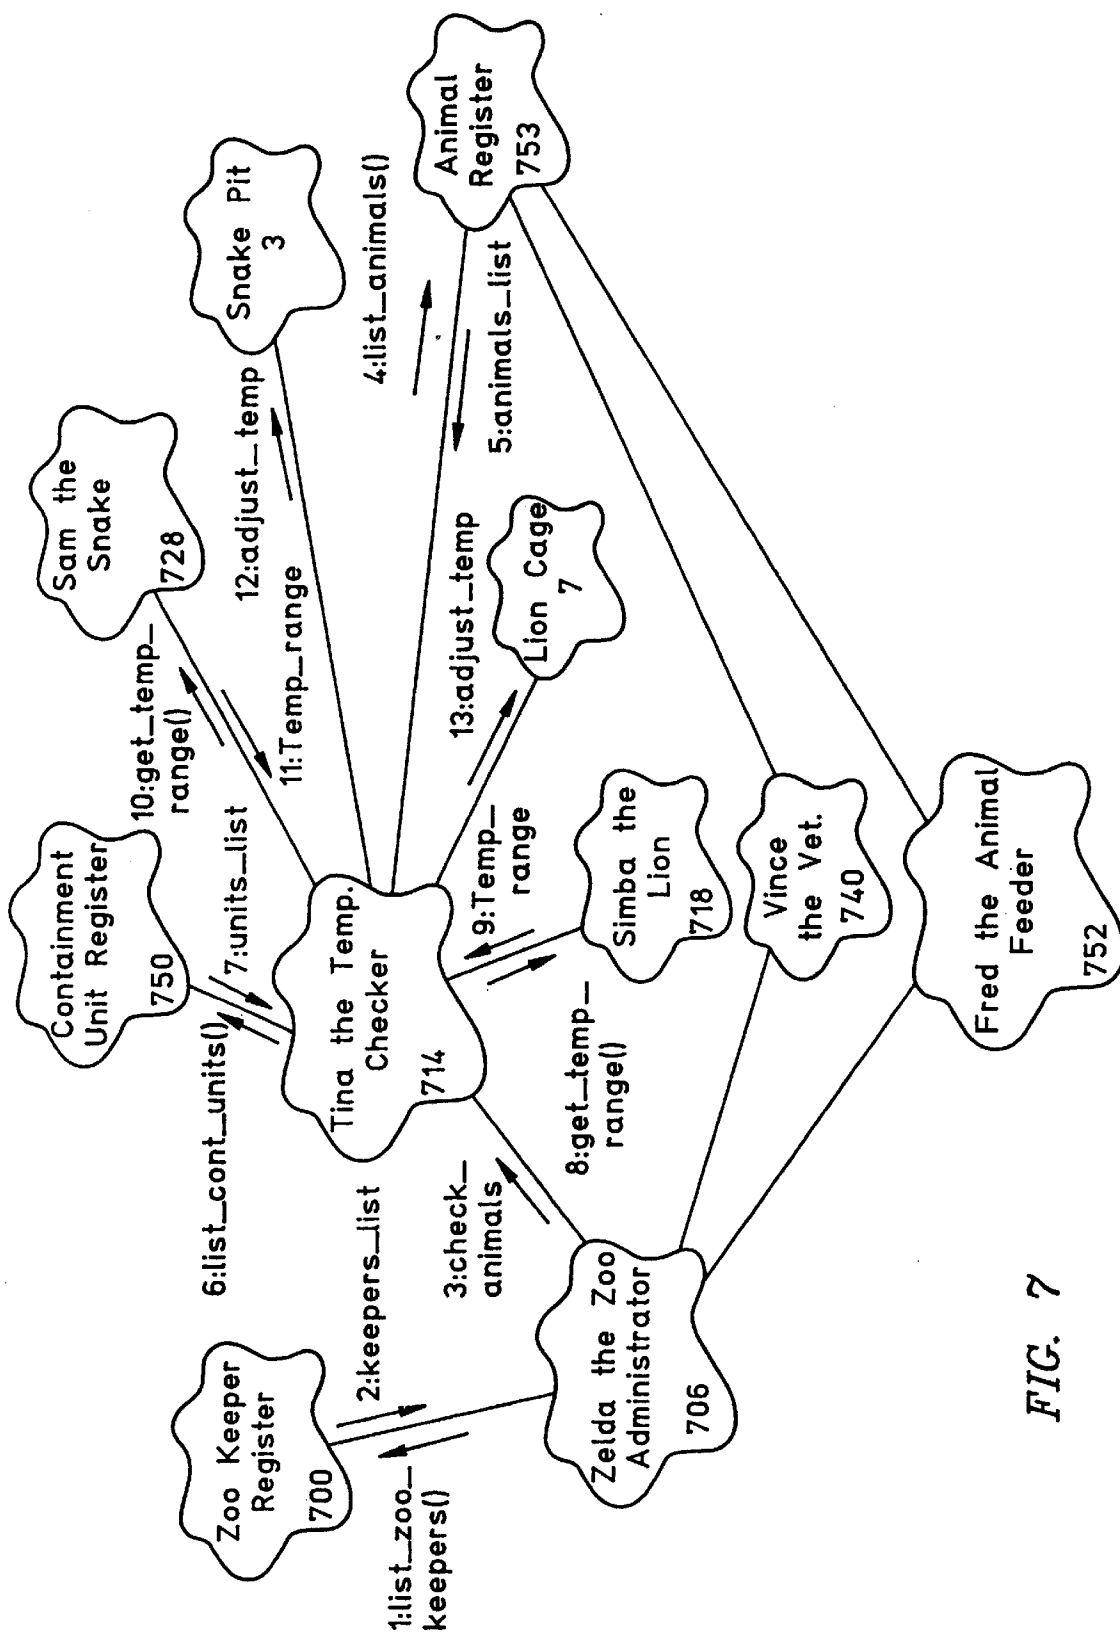 Zoo Keeper
Register
700
1:list_zoo_
keepers()
2:keepers_list
Zelda the Zoo
Administrator
706
3:check_
animals
Tina the Temp.
Checker
714
Containment
Unit Register
750
6:list_cont_units()
7:units_list
Sam the
Snake
728
10:get_temp_
range()
11:Temp_range
Snake Pit
3
12:adjust_temp
Animal
Register
753
4:list_animals()
5:animals_list
Lion Cage
7
13:adjust_temp
Simba the
Lion
718
8:get_temp_
range()
9:Temp_
range
Vince
the Vet.
740
Fred the Animal
Feeder
752
FIG. 7